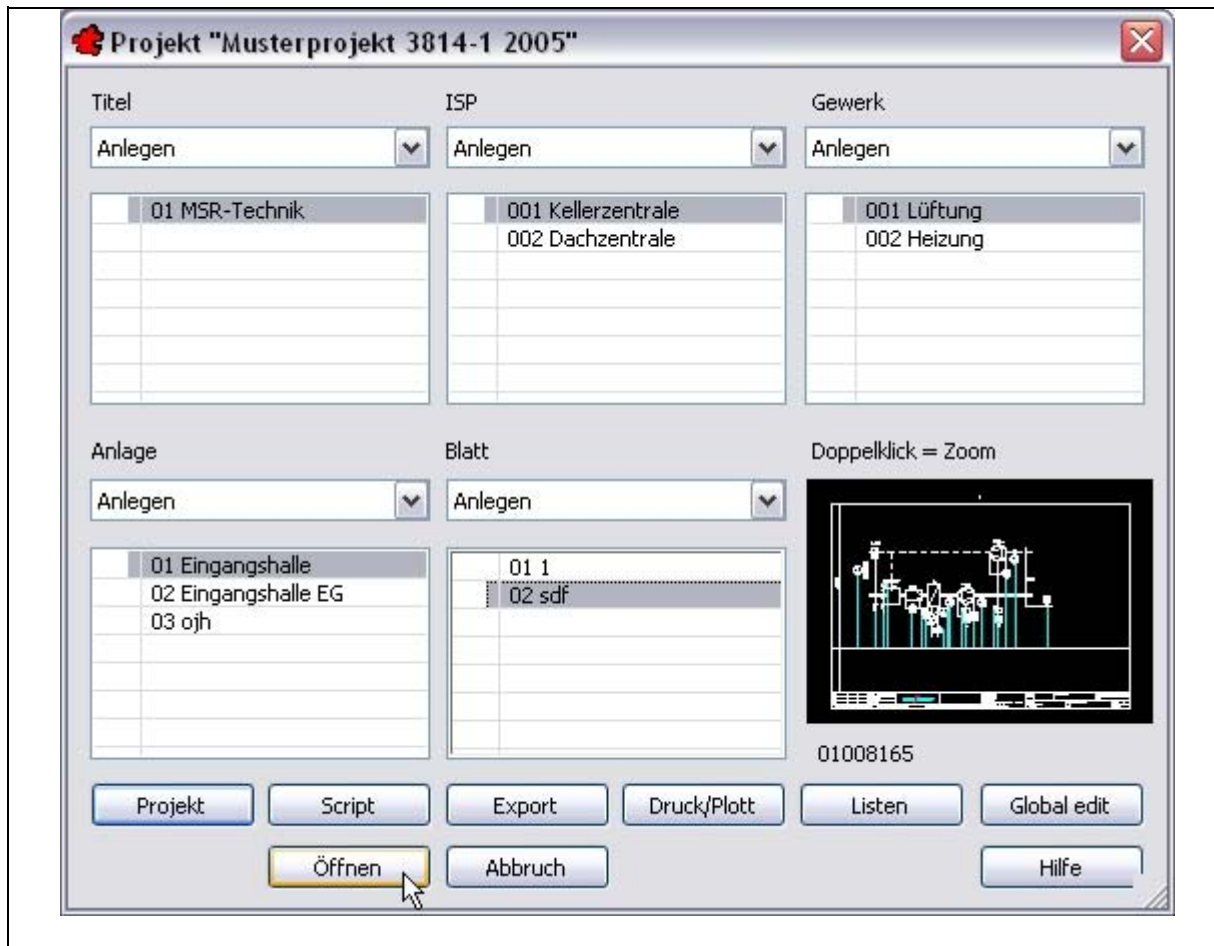 Projekt "Musterprojekt 3814-1 2005"
Titel
ISP
Gewerk
Anlegen
Anlegen
Anlegen
01 MSR-Technik
001 Kellerzentrale
002 Dachzentrale
001 Lüftung
002 Heizung
Anlage
Blatt
Doppelklick = Zoom
Anlegen
Anlegen
01 Eingangshalle
02 Eingangshalle EG
03 ojh
01 1
02 sdf
01008165
Projekt
Script
Export
Druck/Plott
Listen
Global edit
Öffnen
Abbruch
Hilfe